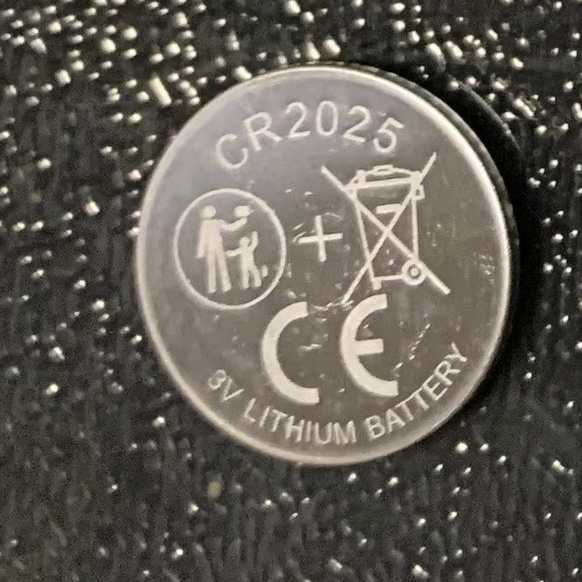 CR2025
+
CE
3V LITHIUM BATTERY